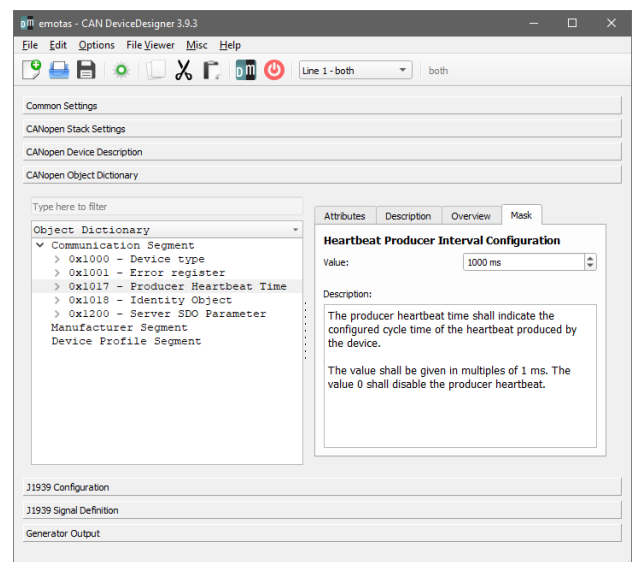 DM emotas - CAN DeviceDesigner 3.9.3
File Edit Options File Viewer Misc Help
DM Line 1 - both both
Common Settings
CANopen Stack Settings
CANopen Device Description
CANopen Object Dictionary
Type here to filter
Object Dictionary
Communication Segment
0x1000 - Device type
0x1001 - Error register
0x1017 - Producer Heartbeat Time
0x1018 - Identity Object
0x1200 - Server SDO Parameter
Manufacturer Segment
Device Profile Segment
Attributes Description Overview Mask
Heartbeat Producer Interval Configuration
Value: 1000 ms
Description:
The producer heartbeat time shall indicate the
configured cycle time of the heartbeat produced by
the device.
The value shall be given in multiples of 1 ms. The
value 0 shall disable the producer heartbeat.
J1939 Configuration
J1939 Signal Definition
Generator Output